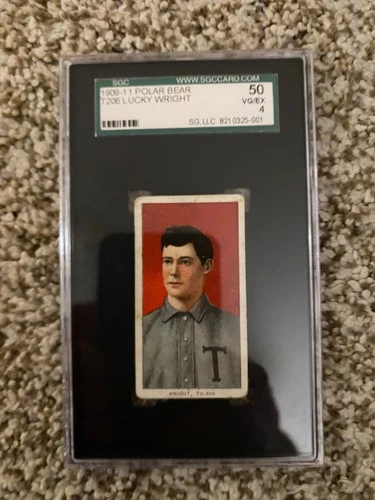 SGC WWW.SGCCARD.COM
1909-11 POLAR BEAR 50
T206 LUCKY WRIGHT VG/EX
4
SG, LLC 8210325-001
T
WRIGHT, TOLEDO